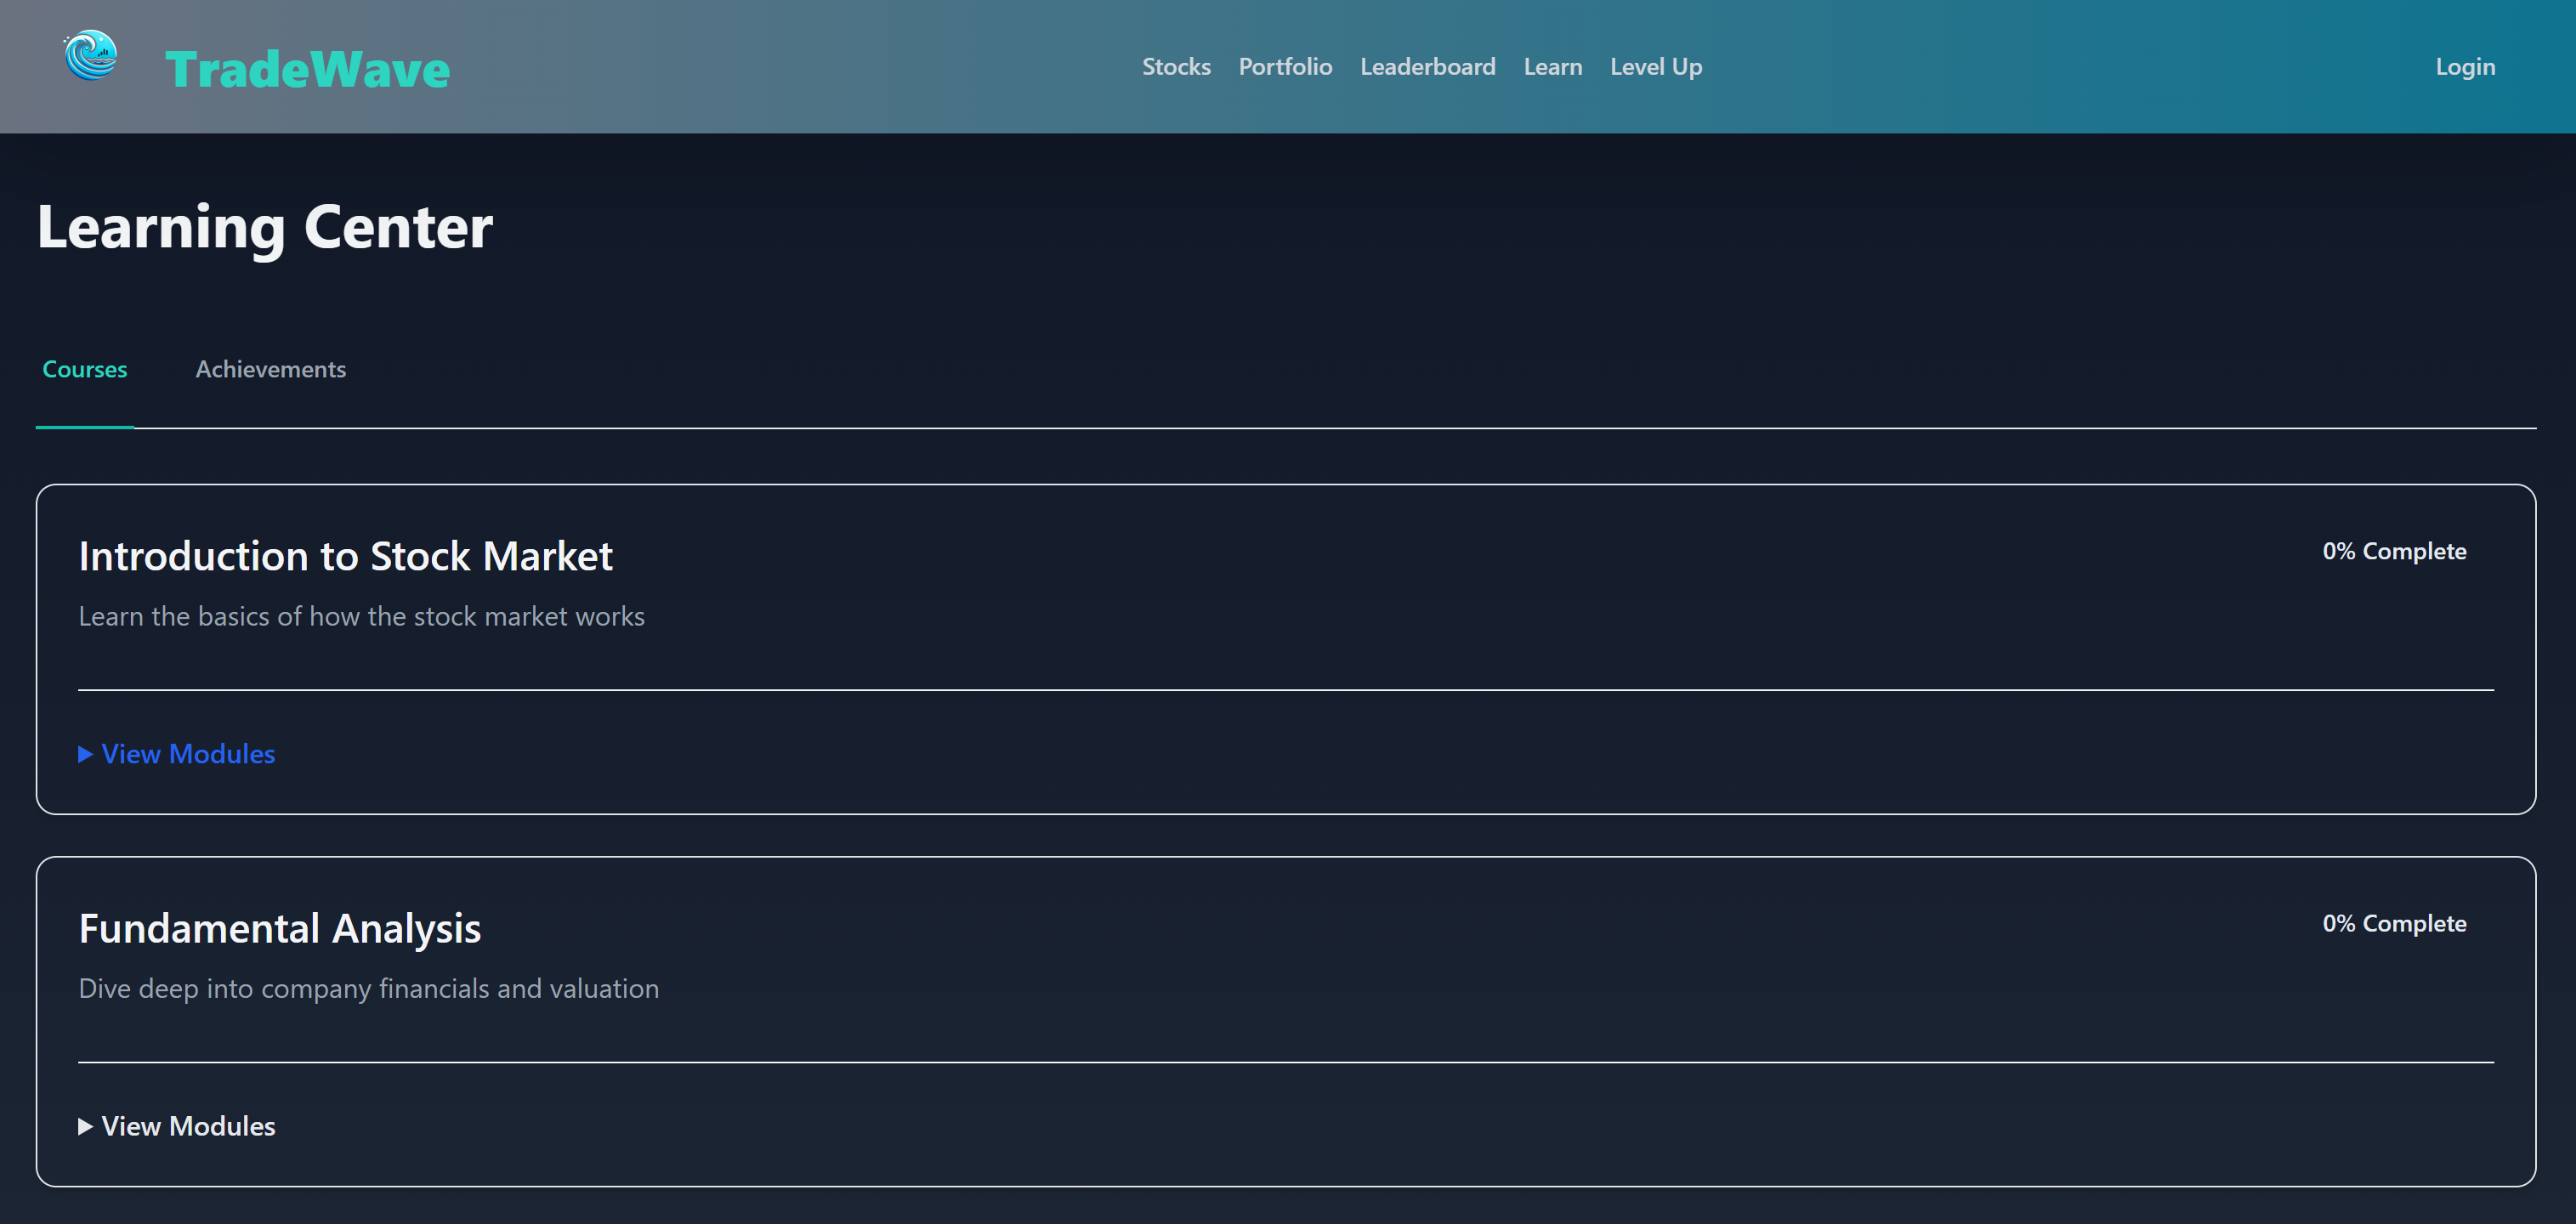 TradeWave
Stocks Portfolio Leaderboard Learn Level Up
Login
Learning Center
Courses Achievements
Introduction to Stock Market
0% Complete
Learn the basics of how the stock market works
View Modules
Fundamental Analysis
0% Complete
Dive deep into company financials and valuation
View Modules